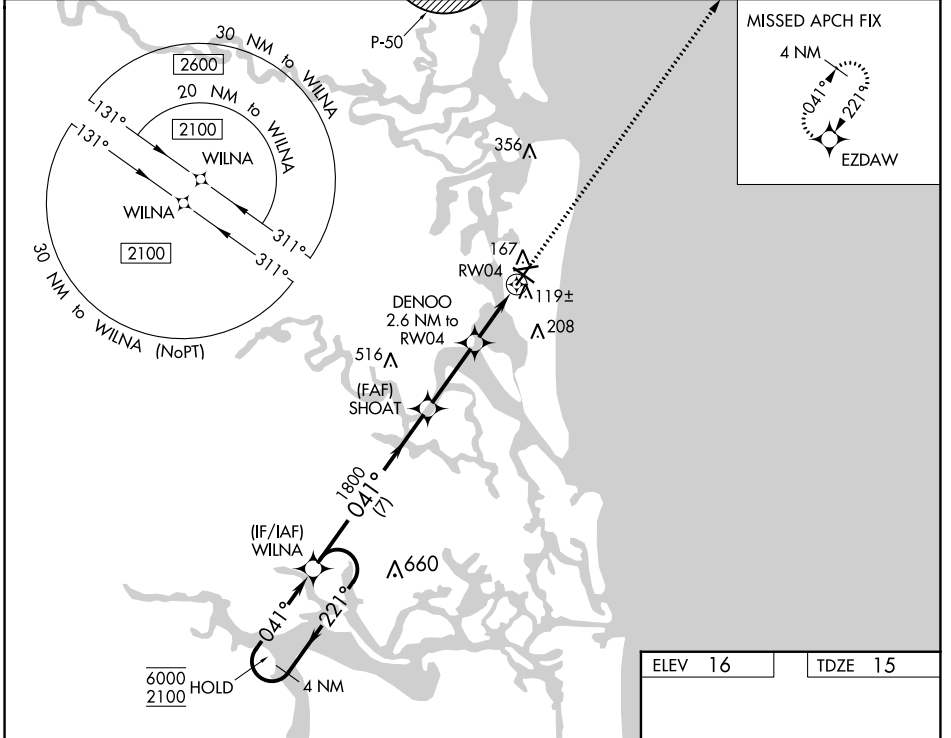 30 NM to WILNA
2600
20 NM to WILNA
2100
131°
131°
WILNA
WILNA
311°
311°
2100
30 NM to WILNA (NoPT)
P-50
MISSED APCH FIX
4 NM
041°
221°
EZDAW
356
167
RW04
119±
208
DENOO
2.6 NM to
RW04
516
(FAF)
SHOAT
1800
041°
(7)
(IF/IAF)
WILNA
660
041°
221°
6000
2100
HOLD
4 NM
ELEV 16
TDZE 15